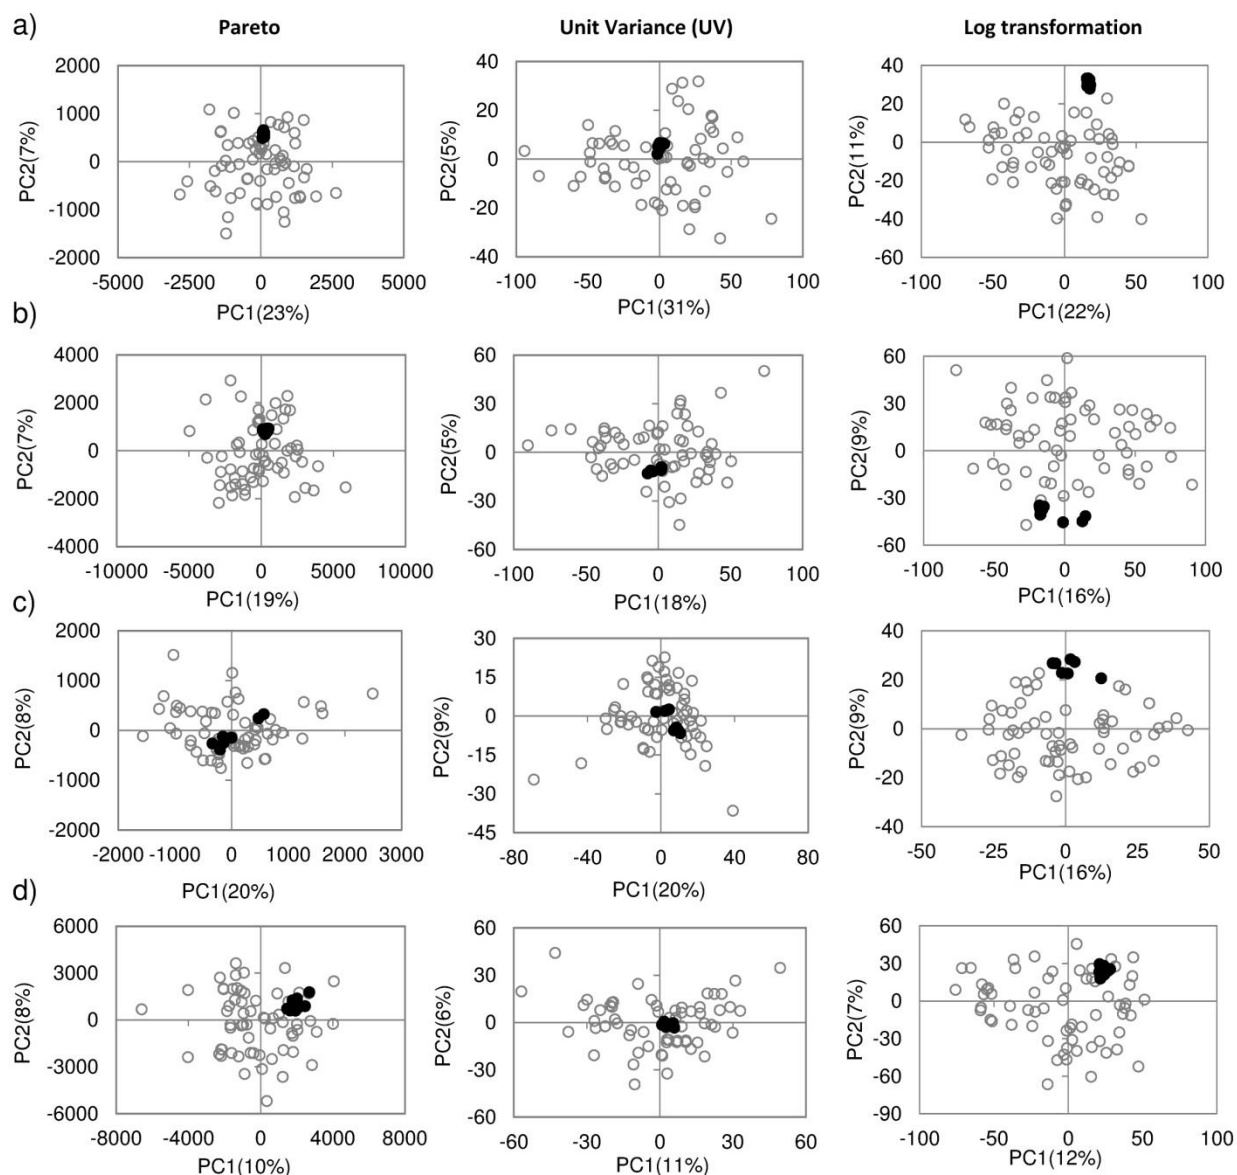 a) Pareto Unit Variance (UV) Log transformation
2000
1000
0
-1000
-2000
PC2(7%)
-5000 -2500 0 2500 5000
PC1(23%)
40
20
0
-20
-40
PC2(5%)
-100 -50 0 50 100
PC1(31%)
40
20
0
-20
-40
-60
PC2(11%)
-100 -50 0 50 100
PC1(22%)
b)
4000
2000
0
-2000
-4000
PC2(7%)
-10000 -5000 0 5000 10000
PC1(19%)
60
30
0
-30
-60
PC2(5%)
-100 -50 0 50 100
PC1(18%)
60
30
0
-30
-60
PC2(9%)
-100 -50 0 50 100
PC1(16%)
c)
2000
1000
0
-1000
-2000
PC2(8%)
-2000 -1000 0 1000 2000 3000
PC1(20%)
30
15
0
-15
-30
-45
PC2(9%)
-80 -40 0 40 80
PC1(20%)
40
20
0
-20
-40
PC2(9%)
-50 -25 0 25 50
PC1(16%)
d)
6000
3000
0
-3000
-6000
PC2(8%)
-8000 -4000 0 4000 8000
PC1(10%)
60
30
0
-30
-60
PC2(6%)
-60 -30 0 30 60
PC1(11%)
90
60
30
0
-30
-60
-90
PC2(7%)
-100 -50 0 50 100
PC1(12%)